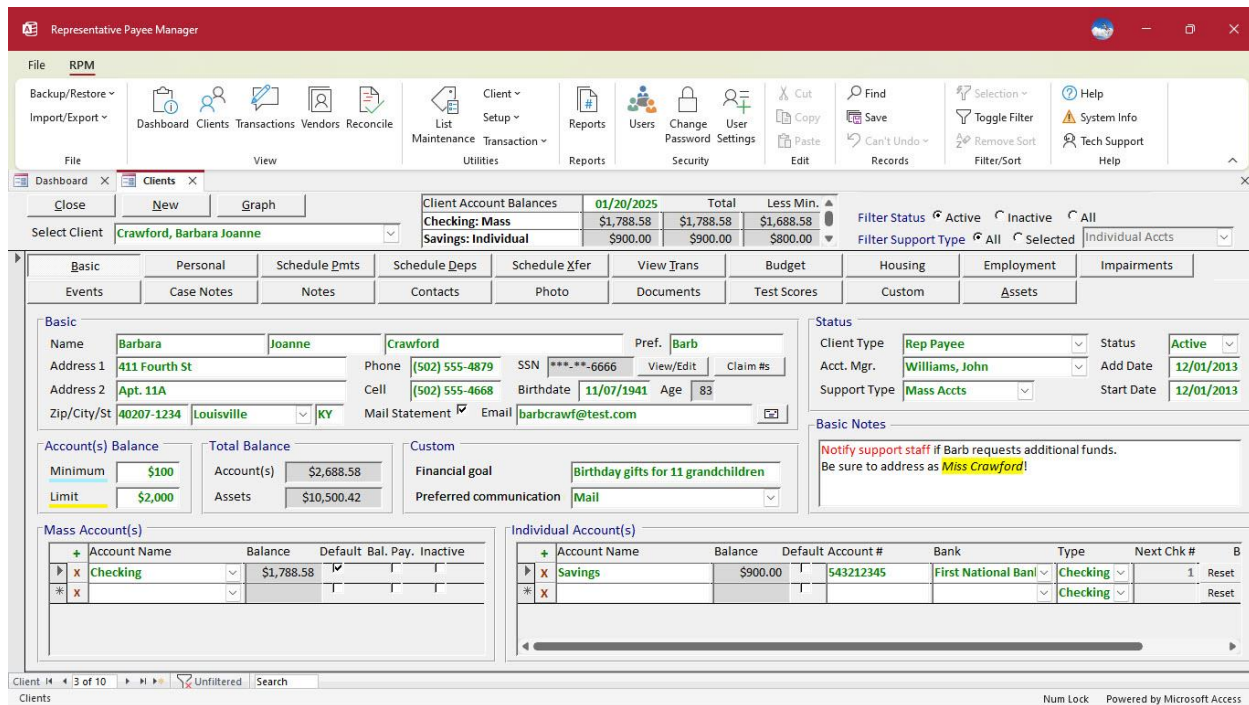 Representative Payee Manager
File RPM
Backup/Restore
Import/Export
Dashboard Clients Transactions Vendors Reconcile
List Maintenance
Client
Setup
Transaction
Reports
Users
Change Password
User Settings
Cut
Copy
Paste
Find
Save
Can't Undo
Selection
Toggle Filter
Remove Sort
Help
System Info
Tech Support
File View Utilities Reports Security Edit Records Filter/Sort Help
Dashboard X Clients X
Close New Graph
Select Client Crawford, Barbara Joanne
Client Account Balances 01/20/2025 Total Less Min.
Checking: Mass $1,788.58 $1,788.58 $1,688.58
Savings: Individual $900.00 $900.00 $800.00
Filter Status Active Inactive All
Filter Support Type All Selected Individual Accts
Basic Personal Schedule Pmts Schedule Deps Schedule Xfer View Trans Budget Housing Employment Impairments
Events Case Notes Notes Contacts Photo Documents Test Scores Custom Assets
Basic
Name Barbara Joanne Crawford Pref. Barb
Address 1 411 Fourth St Phone (502) 555-4879 SSN ***-**-6666 View/Edit Claim #s
Address 2 Apt. 11A Cell (502) 555-4668 Birthdate 11/07/1941 Age 83
Zip/City/St 40207-1234 Louisville KY Mail Statement Email barbcrawf@test.com
Status
Client Type Rep Payee Status Active
Acct. Mgr. Williams, John Add Date 12/01/2013
Support Type Mass Accts Start Date 12/01/2013
Basic Notes
Notify support staff if Barb requests additional funds.
Be sure to address as Miss Crawford!
Account(s) Balance
Minimum $100
Limit $2,000
Total Balance
Account(s) $2,688.58
Assets $10,500.42
Custom
Financial goal Birthday gifts for 11 grandchildren
Preferred communication Mail
Mass Account(s)
+ Account Name Balance Default Bal. Pay. Inactive
X Checking $1,788.58
* X
Individual Account(s)
+ Account Name Balance Default Account # Bank Type Next Chk # B
X Savings $900.00 543212345 First National Bank Checking 1 Reset
* X Checking Reset
Client 3 of 10 Unfiltered Search
Clients Num Lock Powered by Microsoft Access